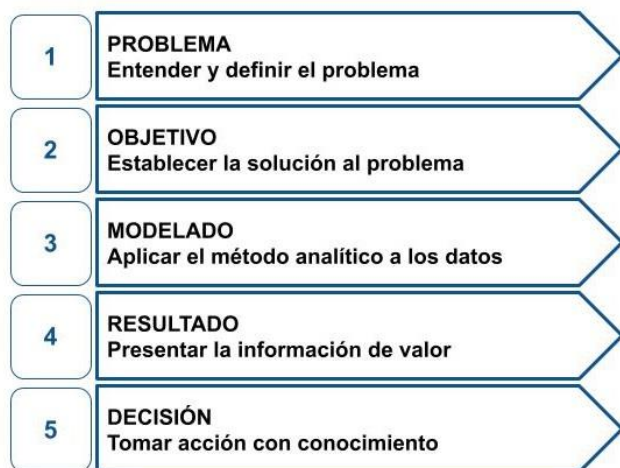 1
PROBLEMA
Entender y definir el problema
2
OBJETIVO
Establecer la solución al problema
3
MODELADO
Aplicar el método analítico a los datos
4
RESULTADO
Presentar la información de valor
5
DECISIÓN
Tomar acción con conocimiento